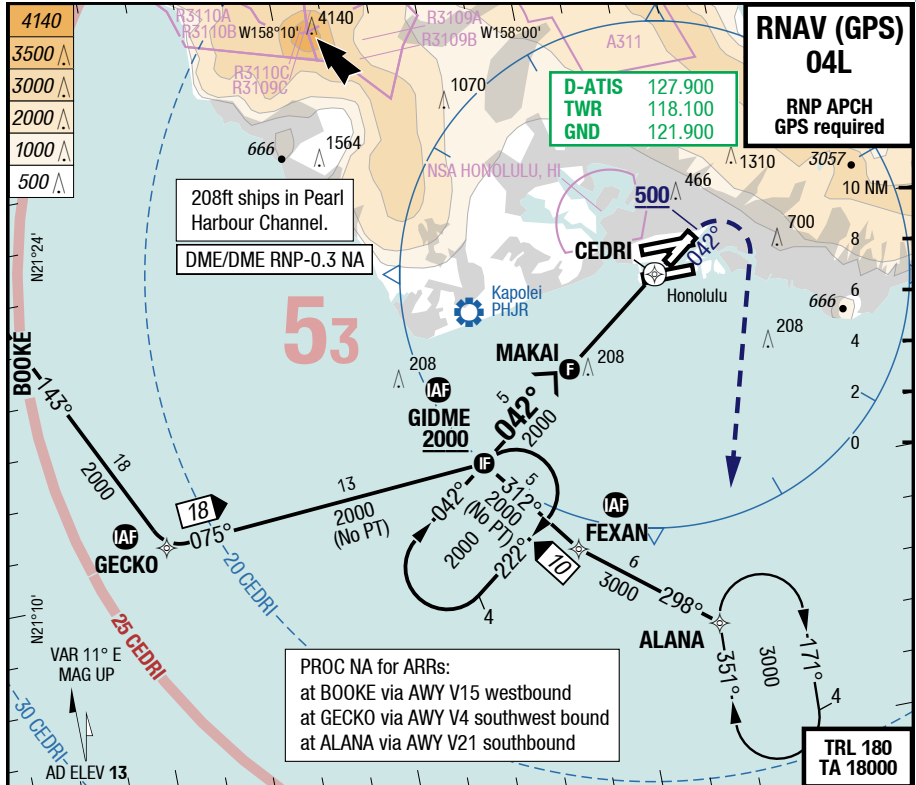 4140
3500
3000
2000
1000
500
R3110A
R3110B
W158°10'
4140
R3109A
R3109B
W158°00'
A311
R3110C
R3109C
1070
D-ATIS 127.900
TWR 118.100
GND 121.900
RNAV (GPS)
04L
RNP APCH
GPS required
666
1564
1310
3057
10 NM
NSA HONOLULU, HI
466
500
700
208ft ships in Pearl
Harbour Channel.
DME/DME RNP-0.3 NA
CEDRI
042°
8
6
4
2
0
N21°24'
Kapolei
PHJR
Honolulu
666
53
208
MAKAI
F
208
208
BOOKE
143°
18
2000
IAF
GIDME
2000
5
042°
2000
IF
13
2000
(No PT)
18
075°
IAF
GECKO
042°
2000
222°
4
5
312°
2000
(No PT)
10
IAF
FEXAN
6
3000
298°
ALANA
351°
3000
171°
4
20 CEDRI
25 CEDRI
30 CEDRI
N21°10'
VAR 11° E
MAG UP
AD ELEV 13
PROC NA for ARRs:
at BOOKE via AWY V15 westbound
at GECKO via AWY V4 southwest bound
at ALANA via AWY V21 southbound
TRL 180
TA 18000